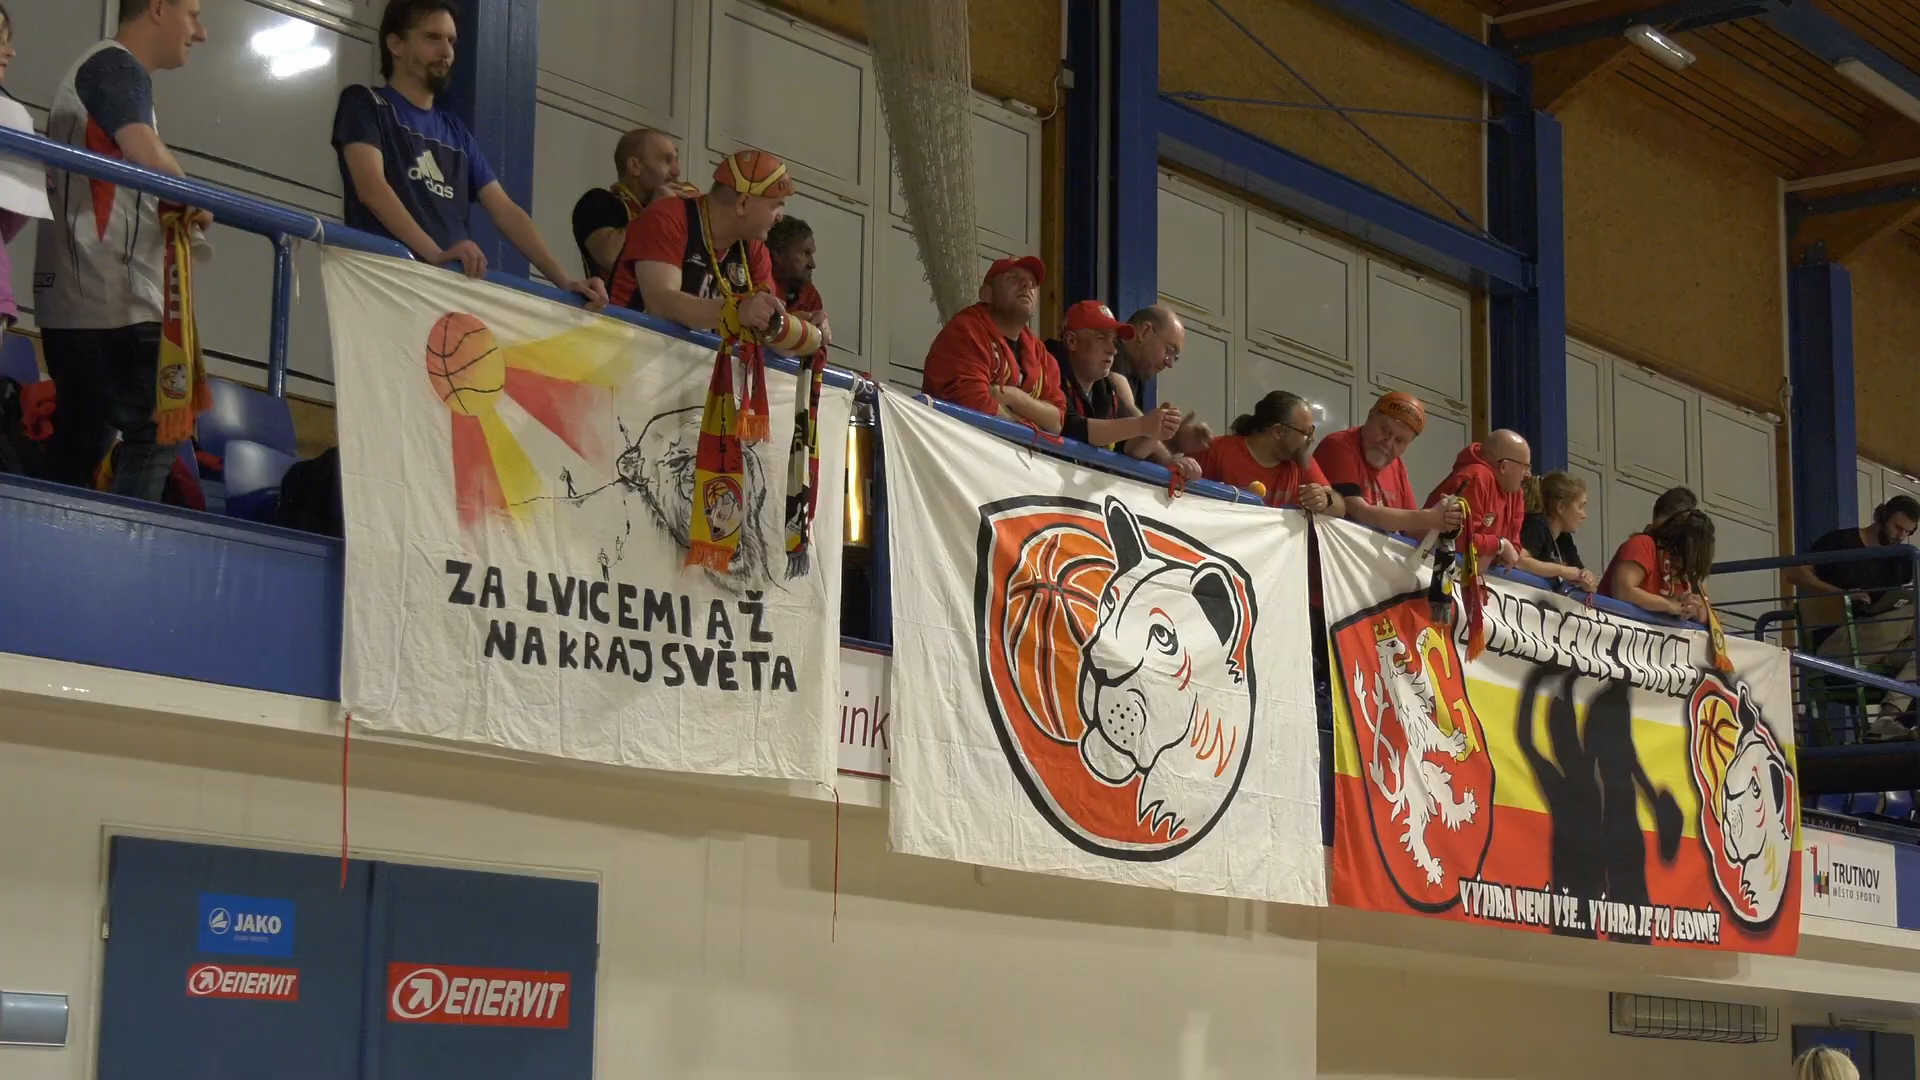 adidas
ZA LVICEMI AŽ
NA KRAJ SVĚTA
ink
VÝHRA NENÍ VŠE.. VÝHRA JE TO JEDINÉ!
G
TRUTNOV
MĚSTO SPORTU
JAKO
ENERVIT
ENERVIT